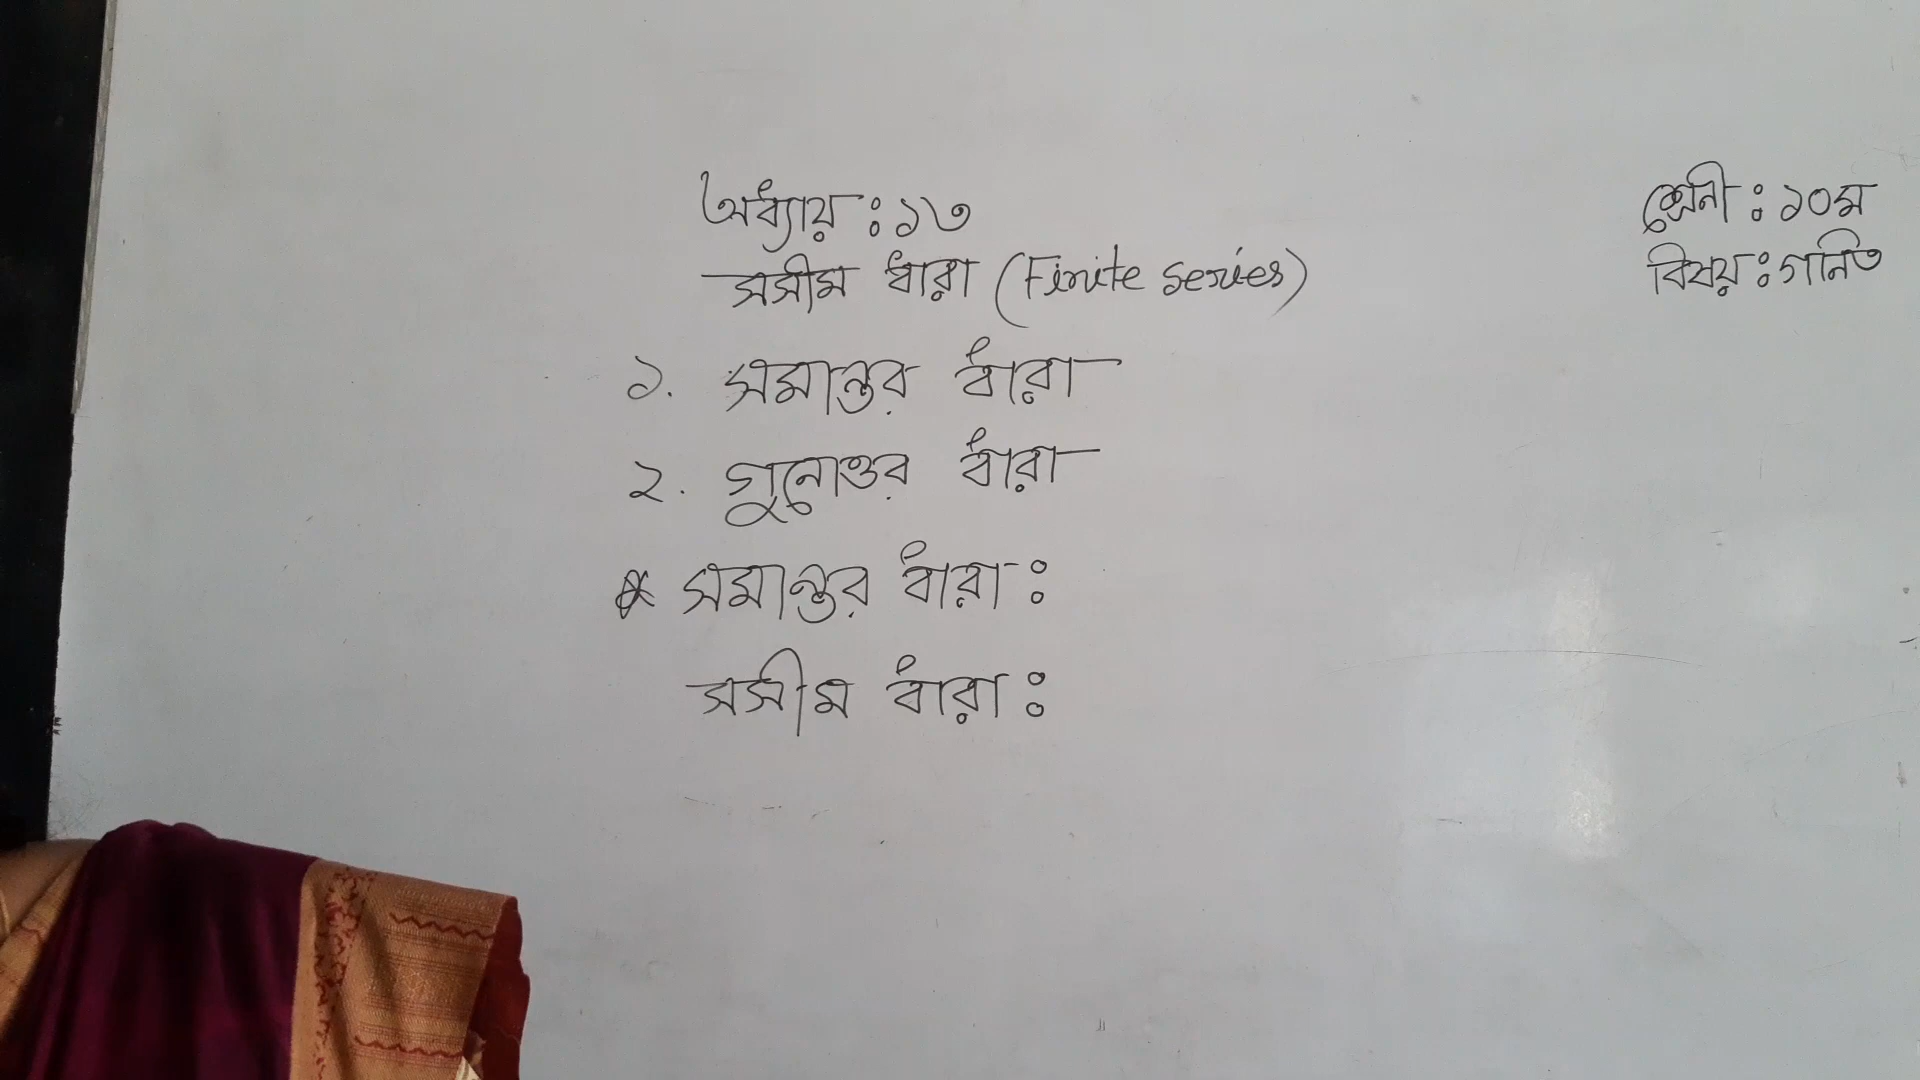 অধ্যায় : ১৩
সসীম ধারা (Finite series)
শ্রেনী : ১০ম
বিষয় : গনিত
১. সমান্তর ধারা
২. গুনোত্তর ধারা
* সমান্তর ধারা :
সসীম ধারা :